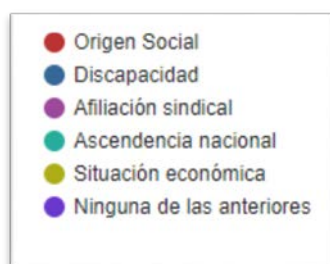 Origen Social
Discapacidad
Afiliación sindical
Ascendencia nacional
Situación económica
Ninguna de las anteriores